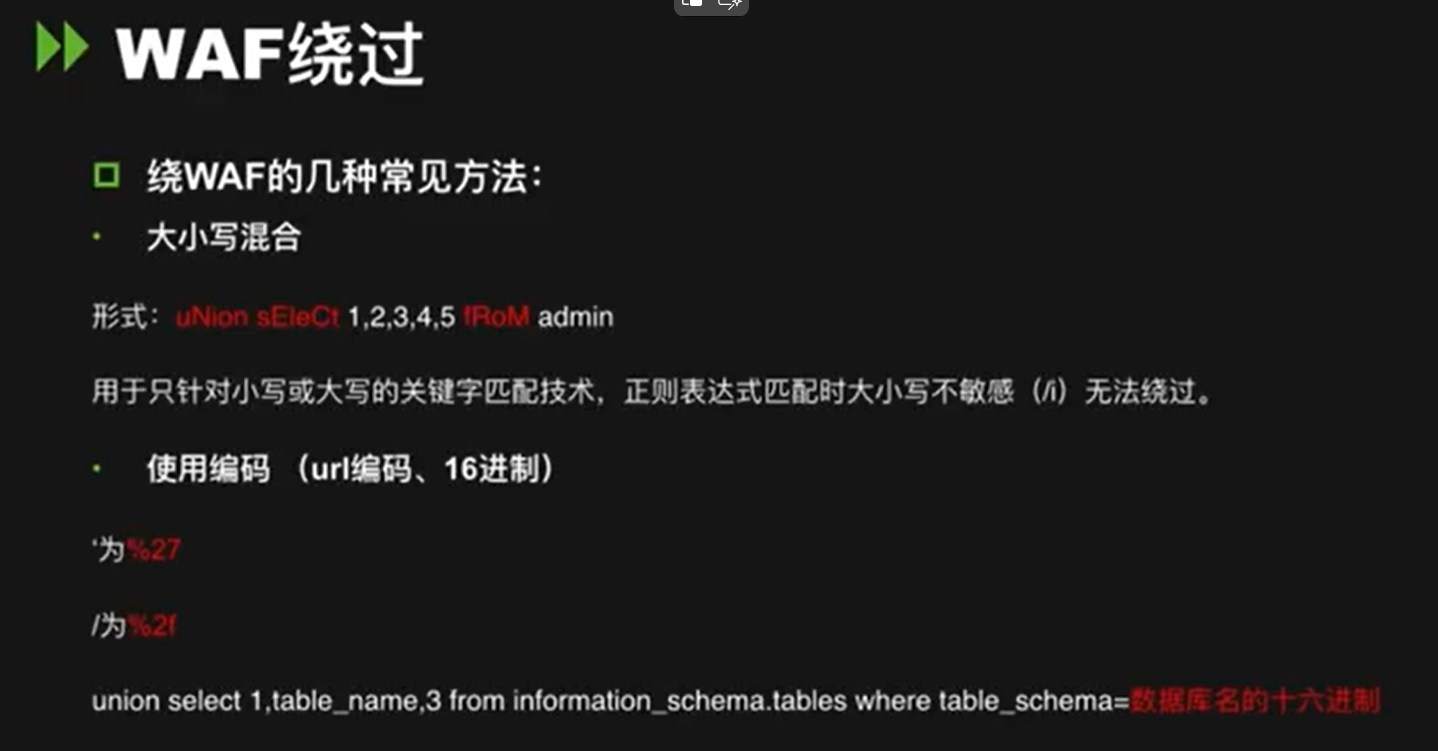 WAF绕过
绕WAF的几种常见方法：
大小写混合
形式：uNion sEleCt 1,2,3,4,5 fRoM admin
用于只针对小写或大写的关键字匹配技术，正则表达式匹配时大小写不敏感（/i）无法绕过。
使用编码 （url编码、16进制）
‘为%27
/为%2f
union select 1,table_name,3 from information_schema.tables where table_schema=数据库名的十六进制